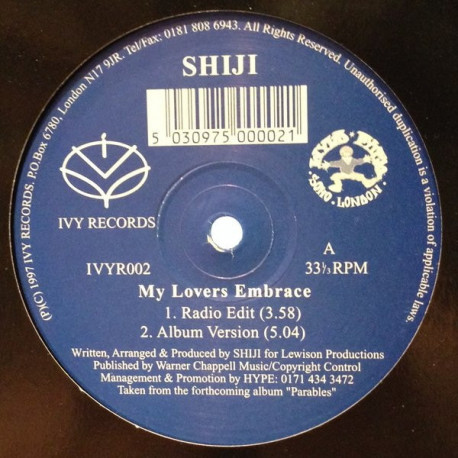 (P)(C) 1997 IVY RECORDS, P.O.Box 6780, London N17 9JR. Tel/Fax: 0181 808 6943. All Rights Reserved. Unauthorised duplication is a violation of applicable laws.
SHIJI
5 030975 000021
SOHO. LONDON
IVY RECORDS
IVYR002
A
33⅓ RPM
My Lovers Embrace
1. Radio Edit (3.58)
2. Album Version (5.04)
Written, Arranged & Produced by SHIJI for Lewison Productions
Published by Warner Chappell Music/Copyright Control
Management & Promotion by HYPE: 0171 434 3472
Taken from the forthcoming album "Parables"